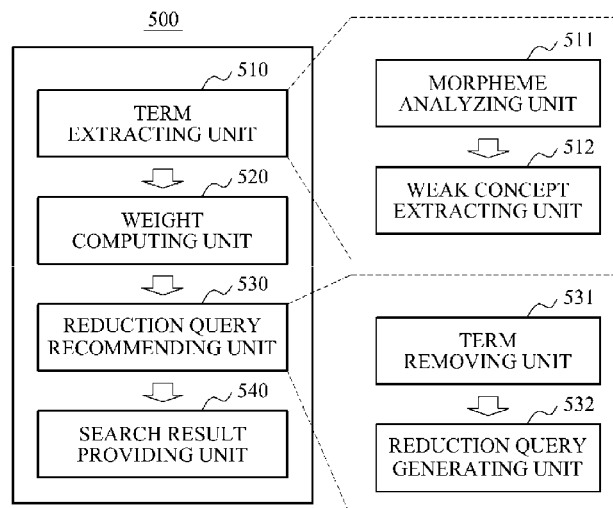 500
510
TERM
EXTRACTING UNIT
520
WEIGHT
COMPUTING UNIT
530
REDUCTION QUERY
RECOMMENDING UNIT
540
SEARCH RESULT
PROVIDING UNIT
511
MORPHEME
ANALYZING UNIT
512
WEAK CONCEPT
EXTRACTING UNIT
531
TERM
REMOVING UNIT
532
REDUCTION QUERY
GENERATING UNIT